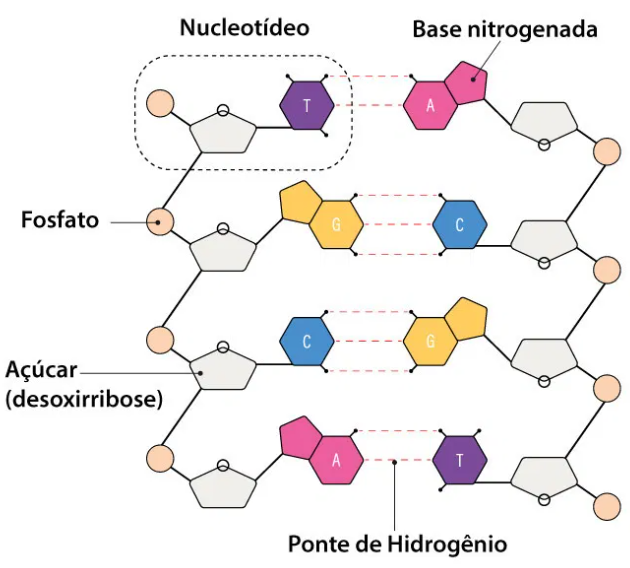 Nucleotídeo
Base nitrogenada
T
A
Fosfato
G
C
C
G
Açúcar
(desoxirribose)
A
T
Ponte de Hidrogênio